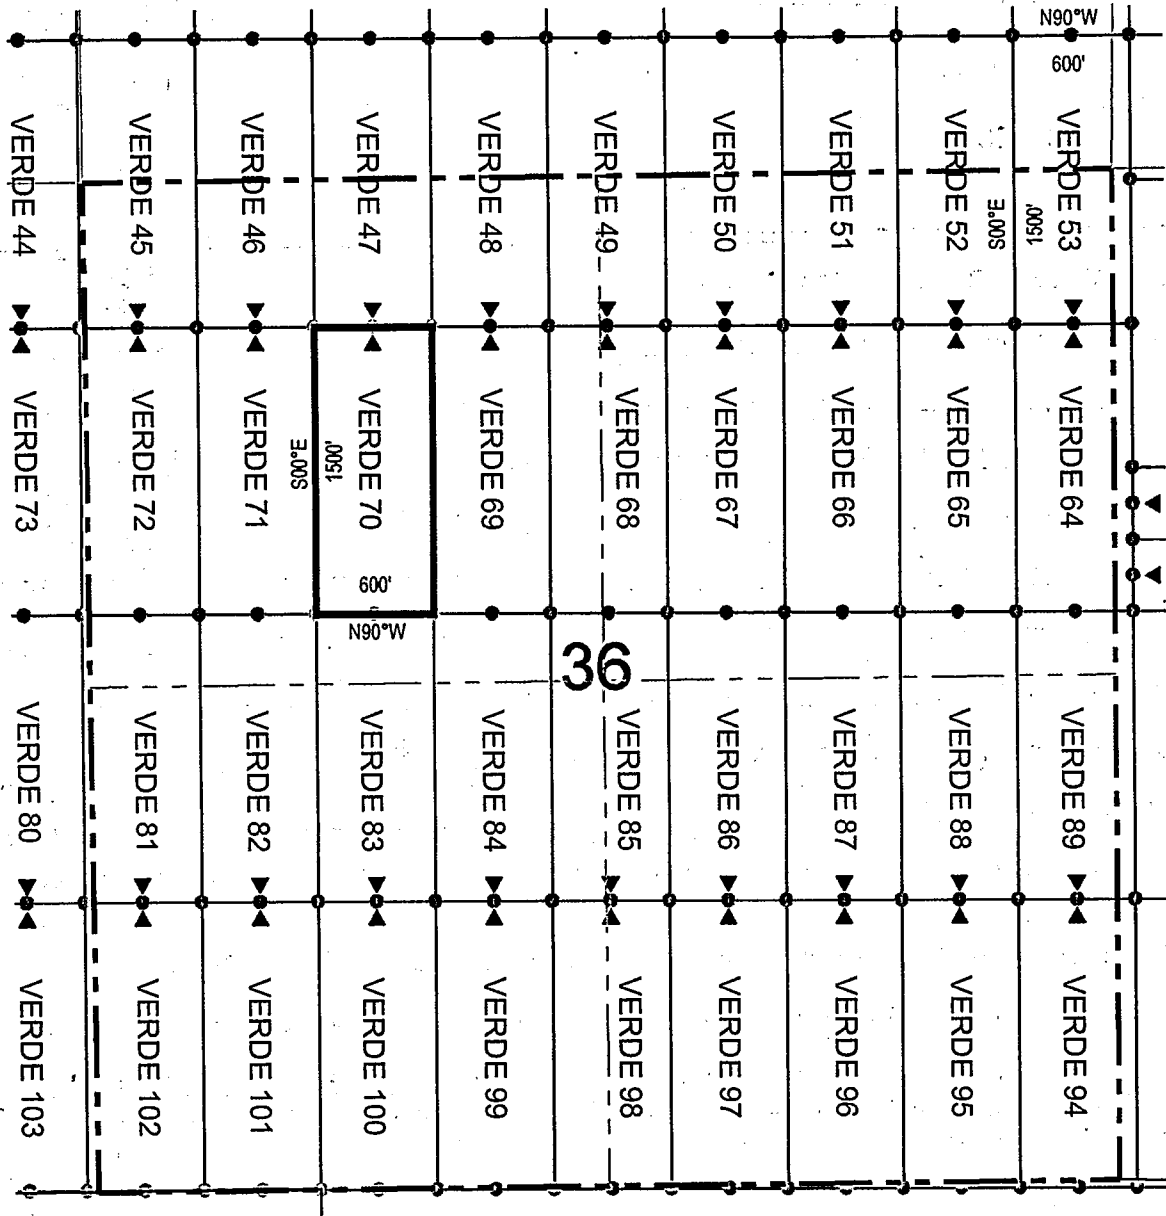 N90°W
600'
VERDE 44
VERDE 45
VERDE 46
VERDE 47
VERDE 48
VERDE 49
VERDE 50
VERDE 51
VERDE 52
VERDE 53
S00°E
1500'
VERDE 73
VERDE 72
VERDE 71
S00°E
1500'
VERDE 70
VERDE 69
VERDE 68
VERDE 67
VERDE 66
VERDE 65
VERDE 64
600'
N90°W
36
VERDE 80
VERDE 81
VERDE 82
VERDE 83
VERDE 84
VERDE 85
VERDE 86
VERDE 87
VERDE 88
VERDE 89
VERDE 103
VERDE 102
VERDE 101
VERDE 100
VERDE 99
VERDE 98
VERDE 97
VERDE 96
VERDE 95
VERDE 94